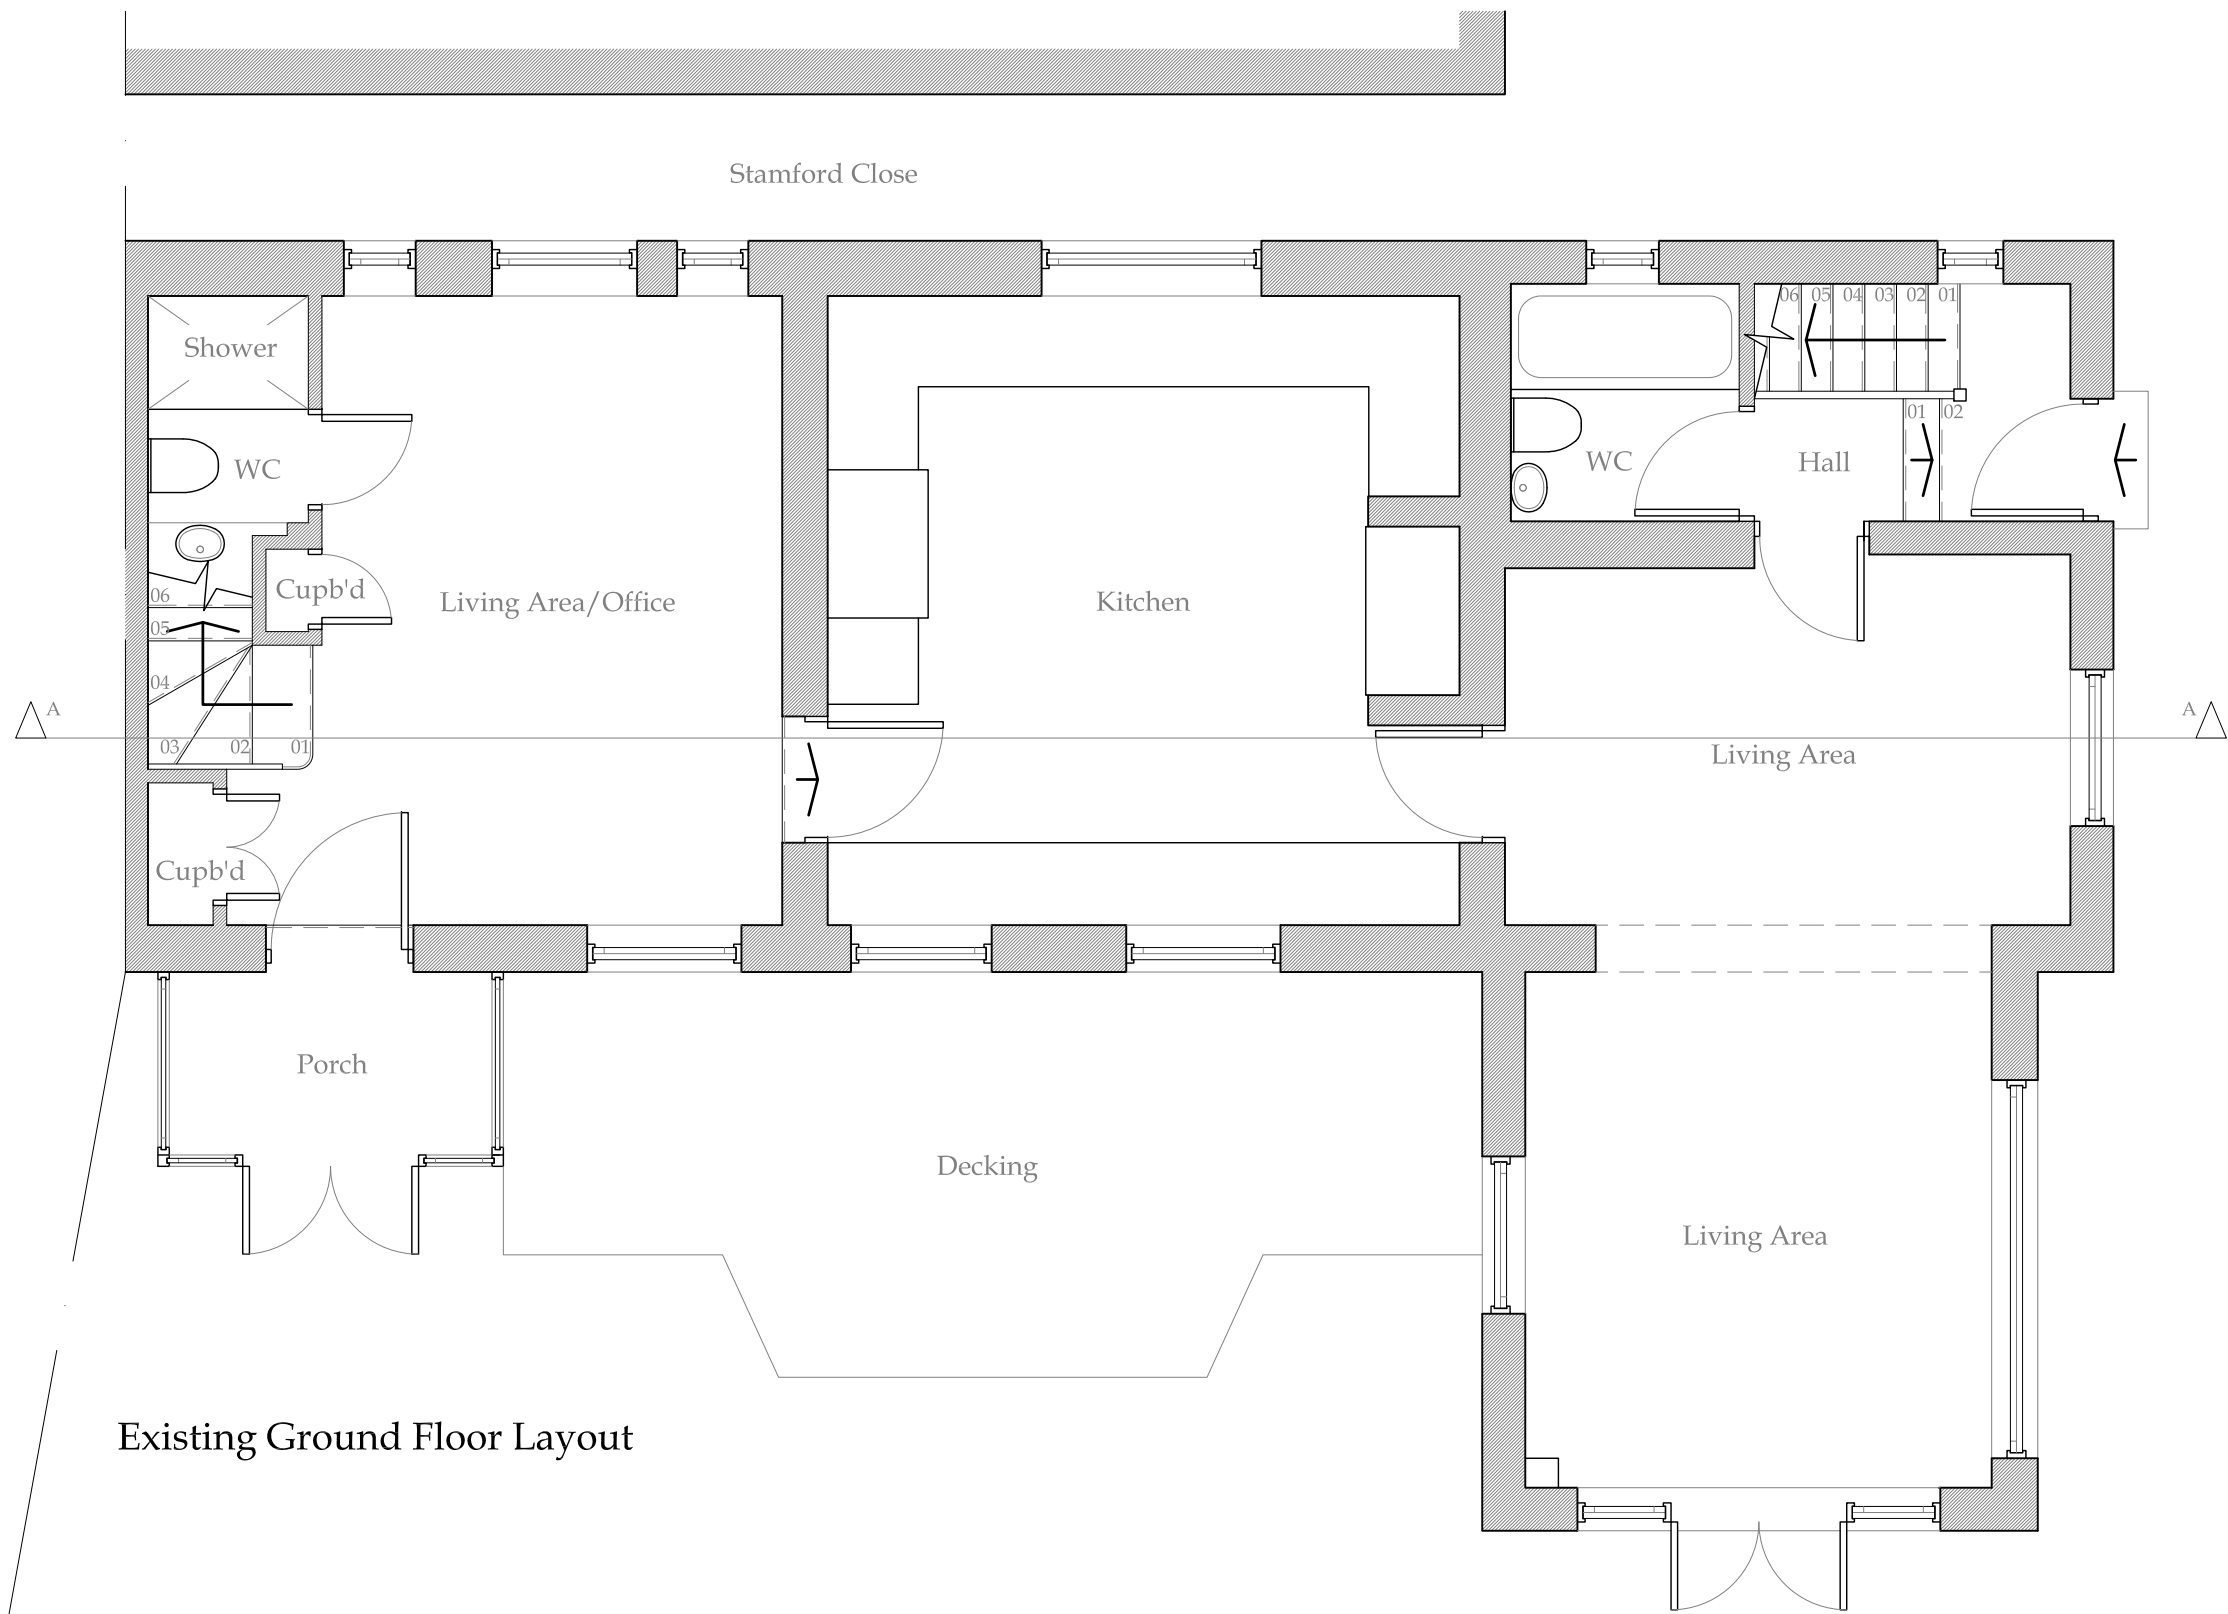 Stamford Close
06 05 04 03 02 01
Shower
01 02
WC
WC
Hall
Cupb'd
06
Living Area/Office
Kitchen
05
04
A
A
03 02 01
Living Area
Cupb'd
Porch
Decking
Living Area
Existing Ground Floor Layout